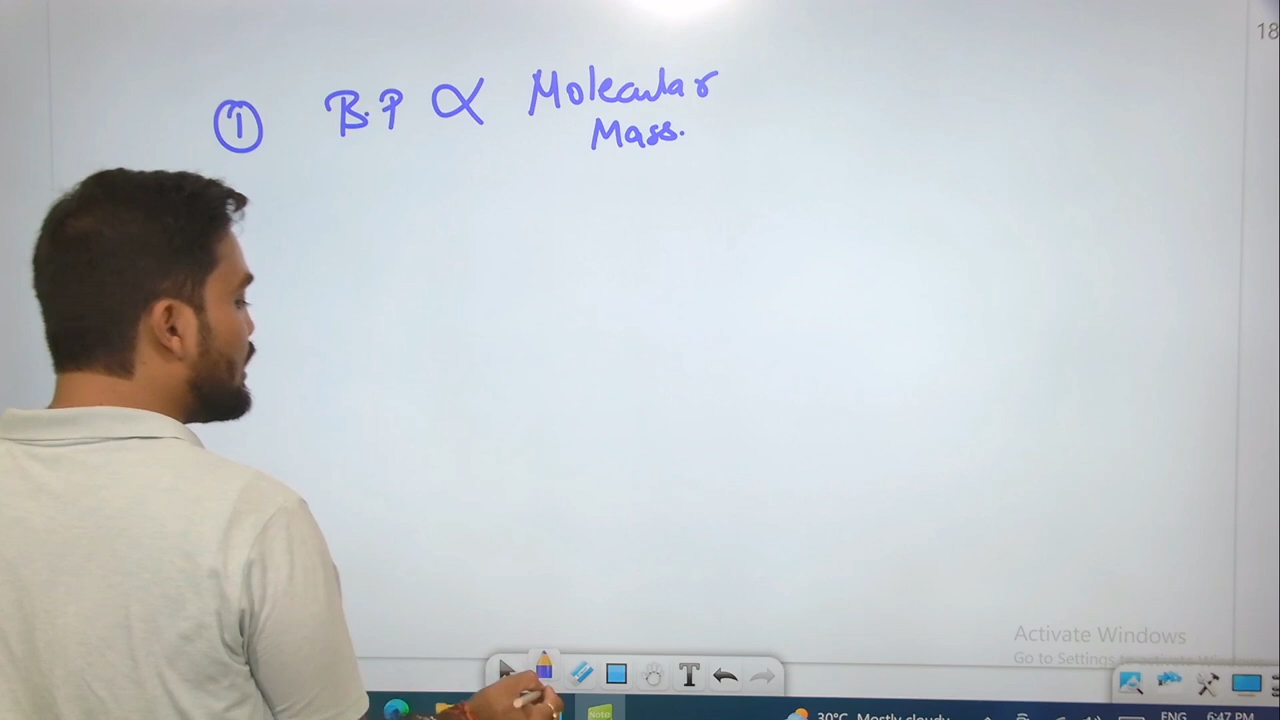 18
① B.P ∝ Molecular
Mass.
Activate Windows
Go to Settings to activate Windows
T
Note
30°C Mostly cloudy
ENG 6:47 PM